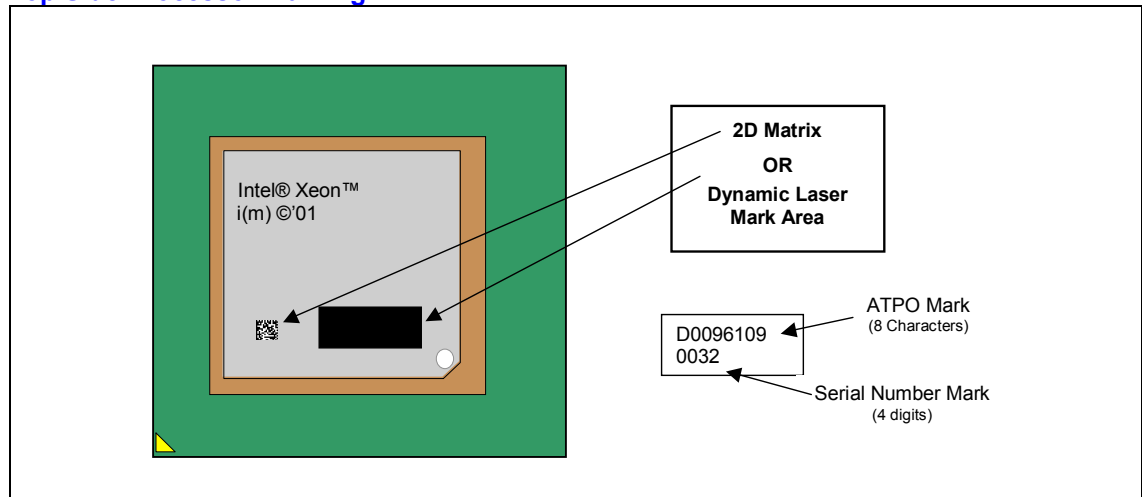 Intel® Xeon™
i(m) ©'01
2D Matrix
OR
Dynamic Laser
Mark Area
ATPO Mark
(8 Characters)
D0096109
0032
Serial Number Mark
(4 digits)